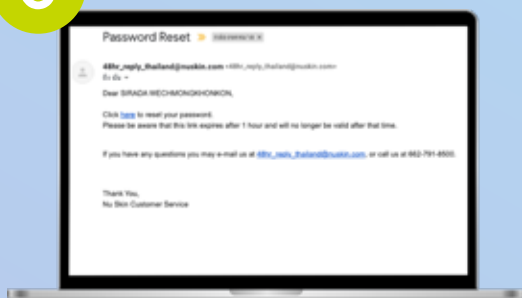 Password Reset
48hr_reply_thailand@nuskin.com <48hr_reply_thailand@nuskin.com>
Dear SIRADA WECHMONGKHONKON,
Click here to reset your password.
Please be aware that this link expires after 1 hour and will no longer be valid after that time.
If you have any questions you may e-mail us at 48hr_reply_thailand@nuskin.com, or call us at 662-791-8500.
Thank You,
Nu Skin Customer Service